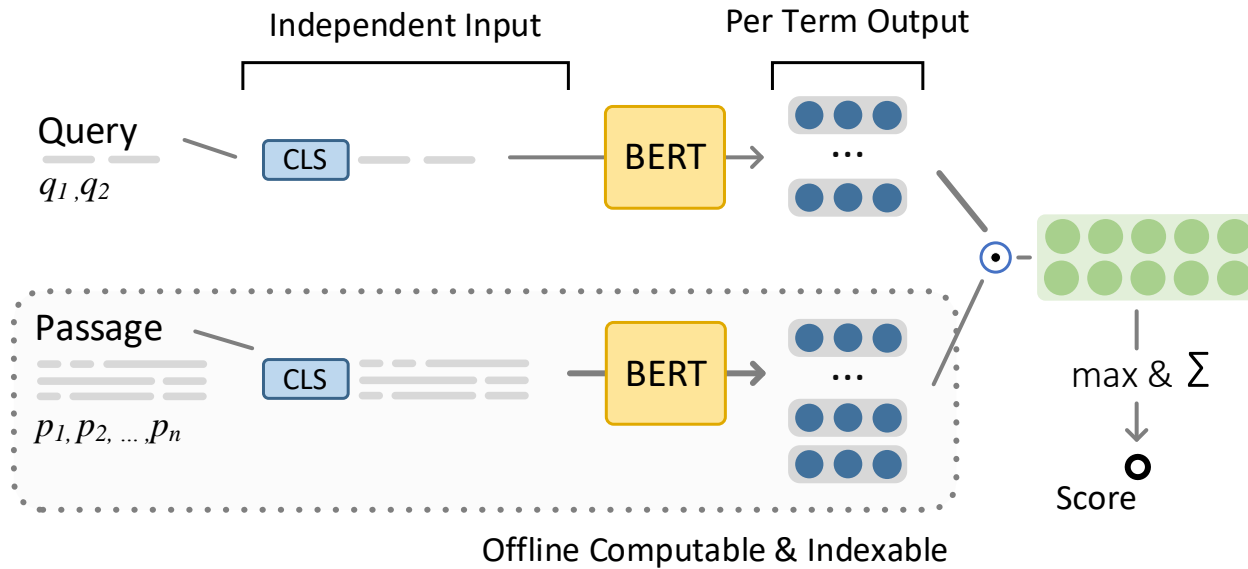 Independent Input
Per Term Output
Query
q1 ,q2
CLS
BERT
...
Passage
p1, p2, ... ,pn
CLS
BERT
...
max & Σ
Score
Offline Computable & Indexable